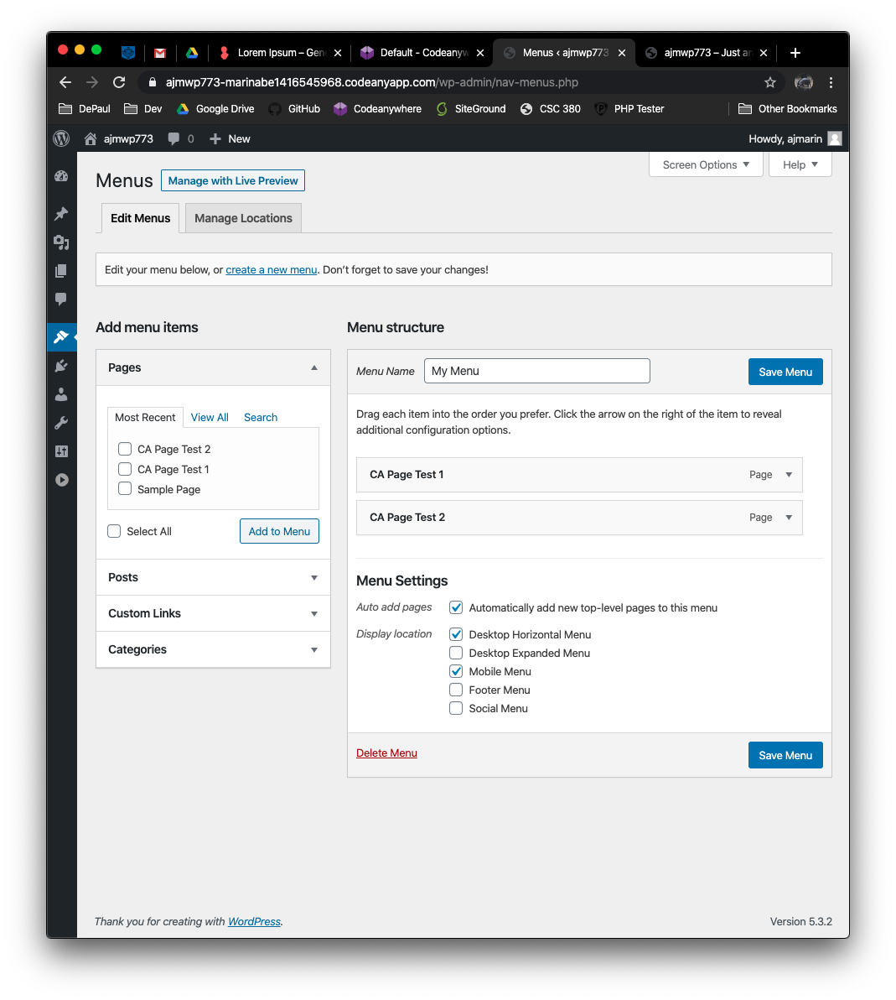 Lorem Ipsum – Gen
Default - Codeanyw
Menus ‹ ajmwp773
ajmwp773 – Just an
ajmwp773-marinabe1416545968.codeanyapp.com/wp-admin/nav-menus.php
DePaul
Dev
Google Drive
GitHub
Codeanywhere
SiteGround
CSC 380
PHP Tester
Other Bookmarks
ajmwp773
0
New
Howdy, ajmarin
Screen Options
Help
Menus
Manage with Live Preview
Edit Menus
Manage Locations
Edit your menu below, or create a new menu. Don’t forget to save your changes!
Add menu items
Pages
Most Recent
View All
Search
CA Page Test 2
CA Page Test 1
Sample Page
Select All
Add to Menu
Posts
Custom Links
Categories
Menu structure
Menu Name
My Menu
Save Menu
Drag each item into the order you prefer. Click the arrow on the right of the item to reveal
additional configuration options.
CA Page Test 1
Page
CA Page Test 2
Page
Menu Settings
Auto add pages
Automatically add new top-level pages to this menu
Display location
Desktop Horizontal Menu
Desktop Expanded Menu
Mobile Menu
Footer Menu
Social Menu
Delete Menu
Save Menu
Thank you for creating with WordPress.
Version 5.3.2